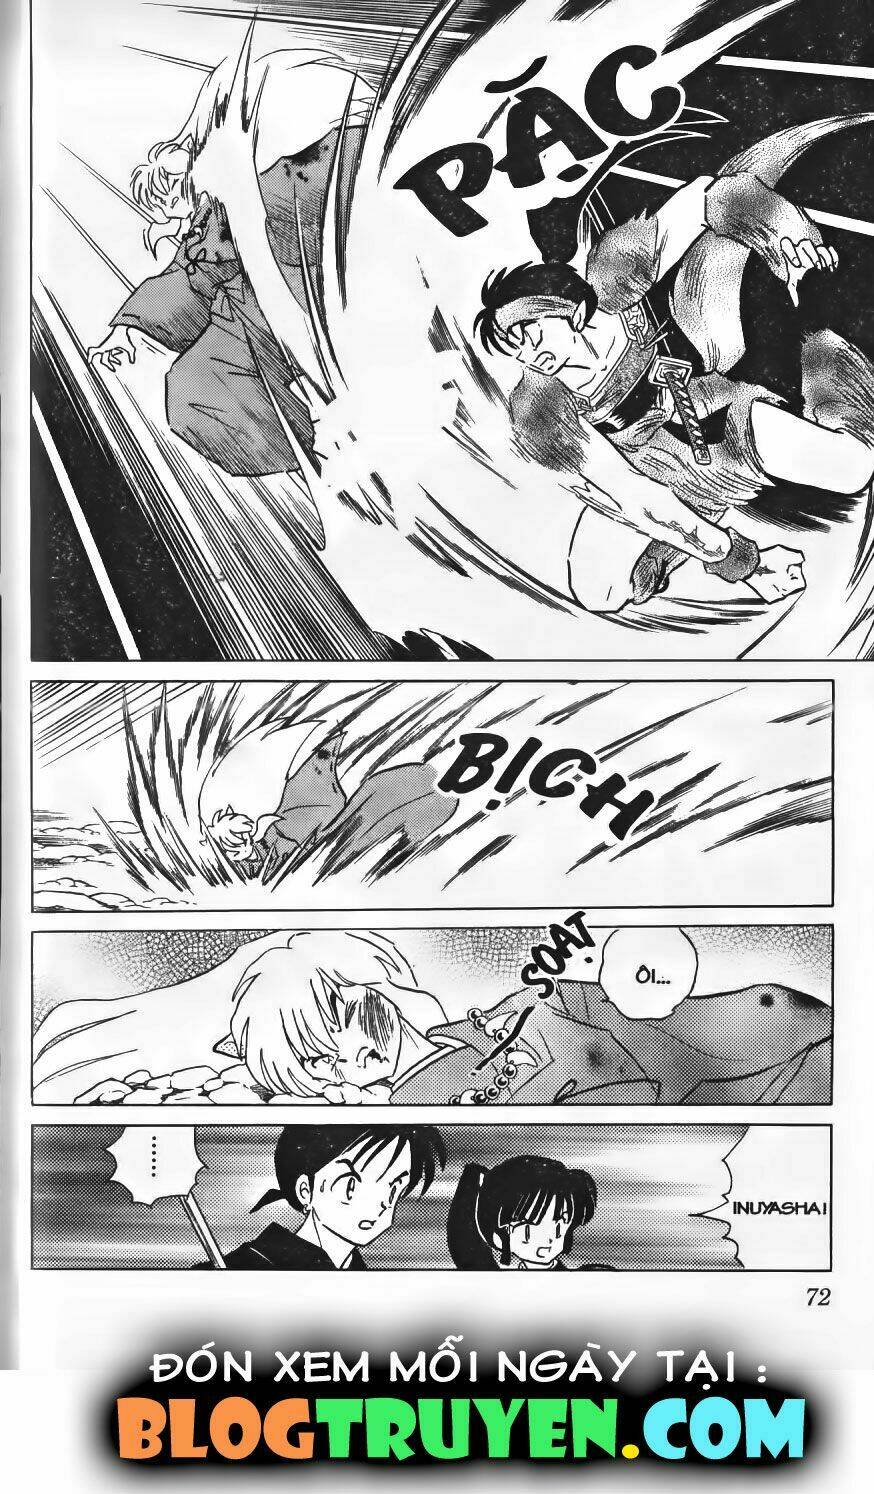 PẶC
BỊCH
SOẠT
ÔI...
INUYASHA!
......
72
ĐÓN XEM MỖI NGÀY TẠI :
BLOGTRUYEN.COM